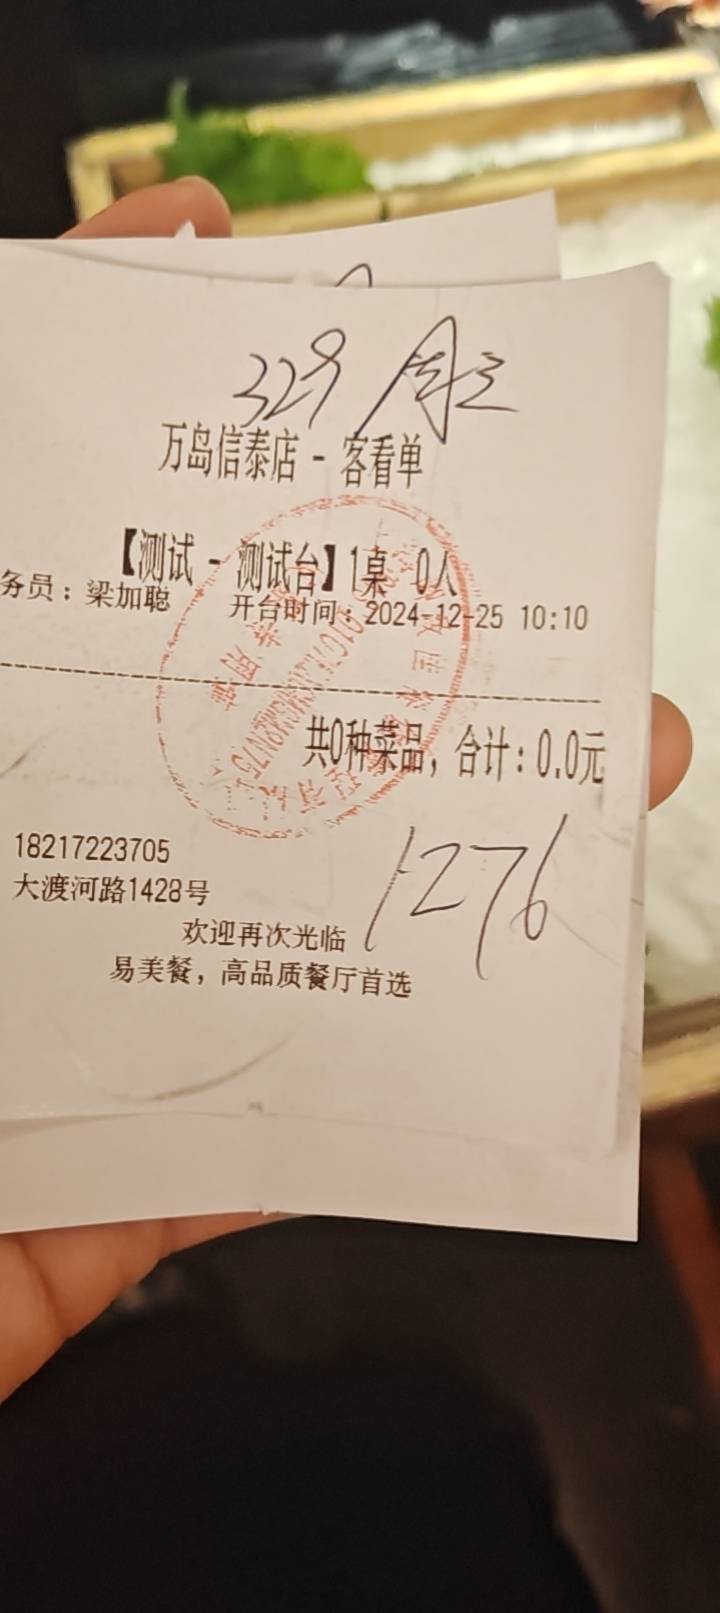 329 周三
万岛信泰店 - 客看单
【测试 - 测试台】1桌 0人
务员：梁加聪 开台时间：2024-12-25 10:10
共0种菜品，合计：0.0元
1276
18217223705
大渡河路1428号
欢迎再次光临
易美餐，高品质餐厅首选